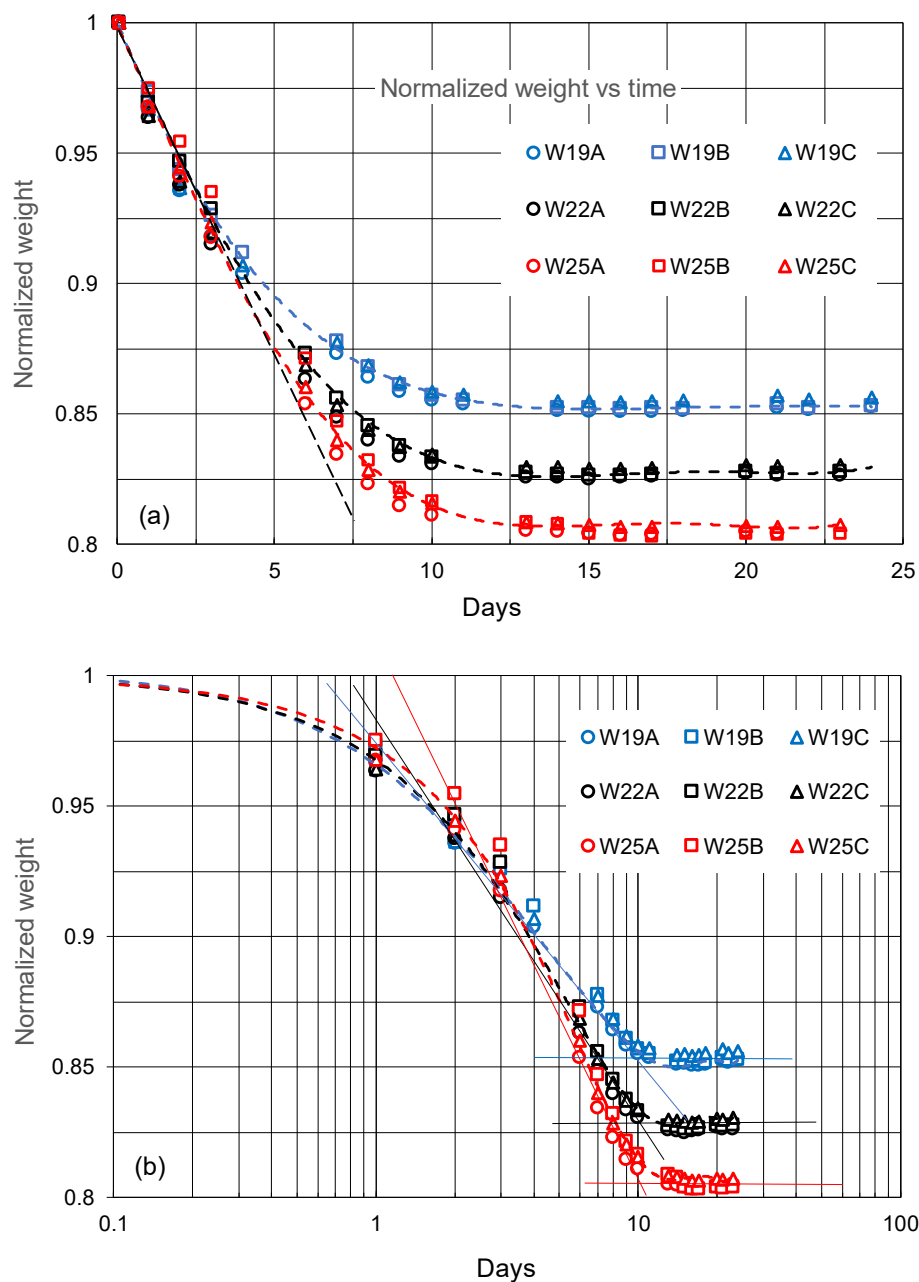 1
Normalized weight vs time
W19A W19B W19C
0.95
W22A W22B W22C
W25A W25B W25C
0.9
Normalized weight
0.85
(a)
0.8
0 5 10 15 20 25
Days
1
W19A W19B W19C
0.95
W22A W22B W22C
W25A W25B W25C
0.9
Normalized weight
0.85
(b)
0.8
0.1 1 10 100
Days